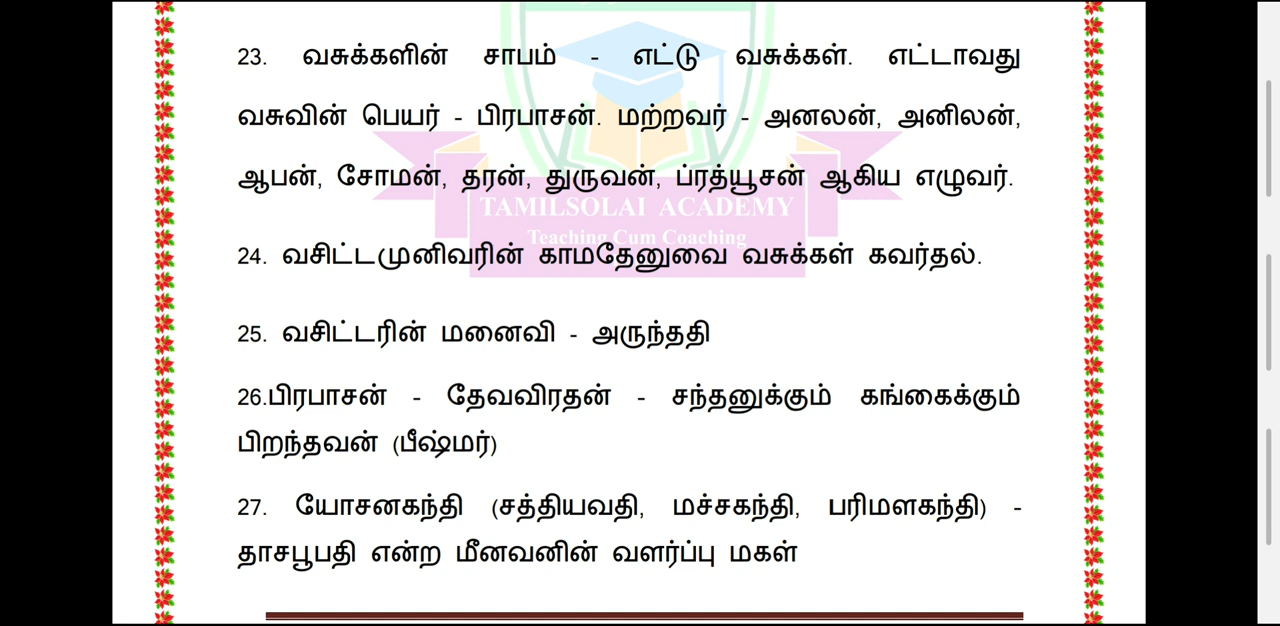 23. வசுக்களின் சாபம் - எட்டு வசுக்கள். எட்டாவது
வசுவின் பெயர் - பிரபாசன். மற்றவர் - அனலன், அனிலன்,
ஆபன், சோமன், தரன், துருவன், ப்ரத்யூசன் ஆகிய எழுவர்.
TAMILSOLAI ACADEMY
Teaching Cum Coaching
24. வசிட்டமுனிவரின் காமதேனுவை வசுக்கள் கவர்தல்.
25. வசிட்டரின் மனைவி - அருந்ததி
26.பிரபாசன் - தேவவிரதன் - சந்தனுக்கும் கங்கைக்கும்
பிறந்தவன் (பீஷ்மர்)
27. யோசனகந்தி (சத்தியவதி, மச்சகந்தி, பரிமளகந்தி) -
தாசபூபதி என்ற மீனவனின் வளர்ப்பு மகள்